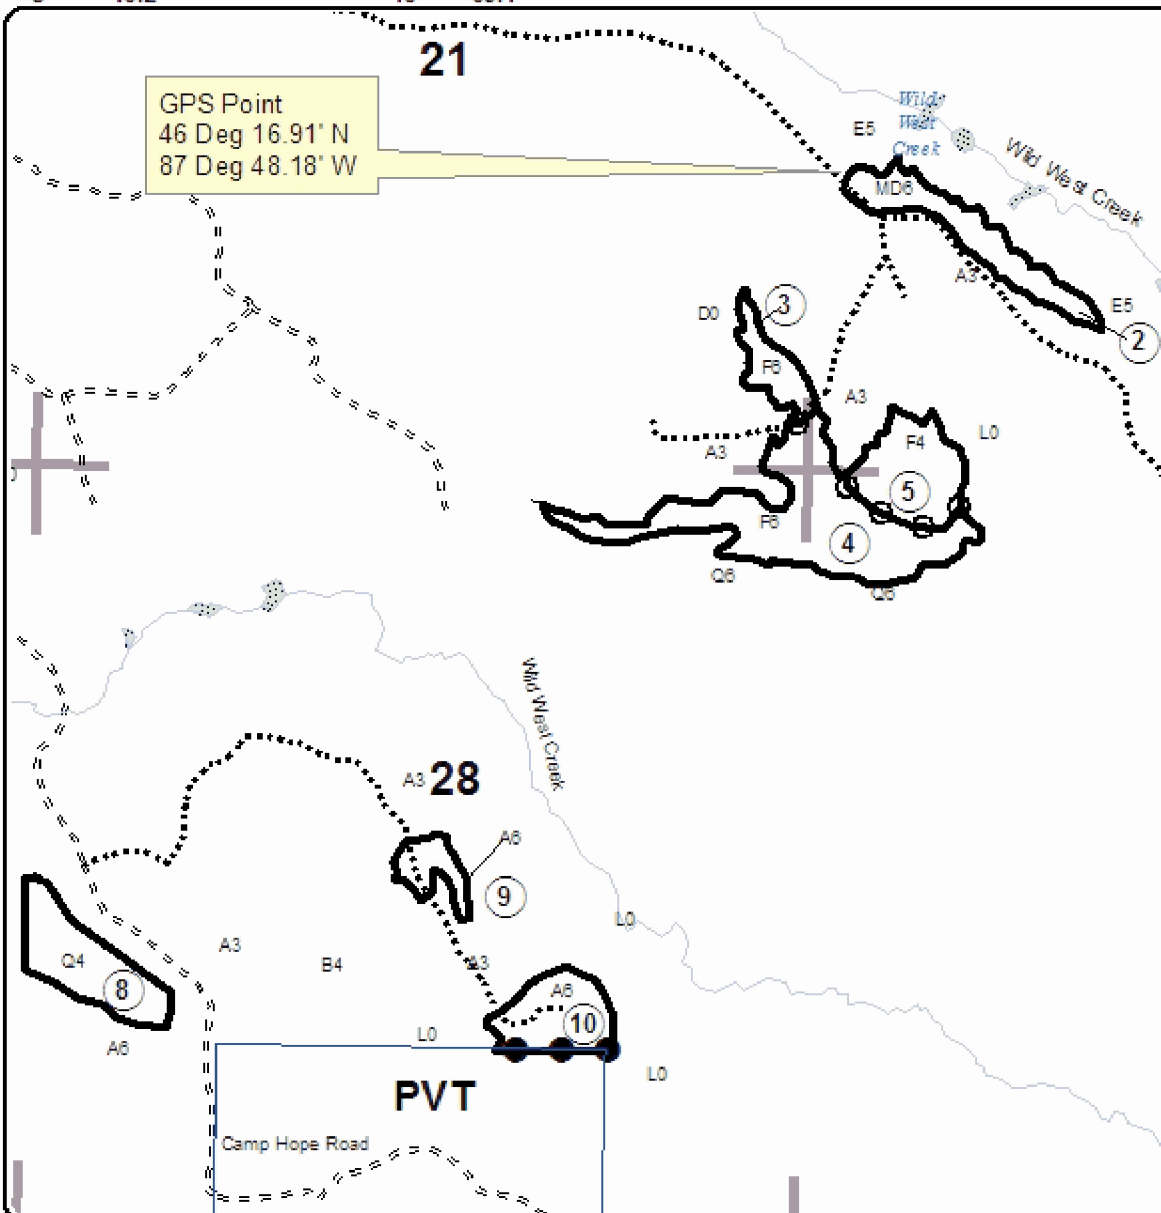 21
GPS Point
46 Deg 16.91' N
87 Deg 48.18' W
Wild
West
Creek
E5
Wild West Creek
MD6
A3
E5
2
D0
3
F6
A3
F4
L0
A3
5
F6
4
Q6
Q6
Wild West Creek
A3
28
A6
9
L0
A3
B4
A3
Q4
8
A6
A6
10
L0
L0
PVT
Camp Hope Road